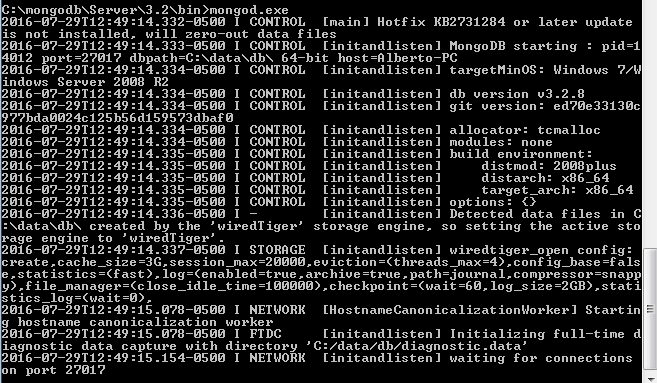 C:\mongodb\Server\3.2\bin>mongod.exe
2016-07-29T12:49:14.332-0500 I CONTROL  [main] Hotfix KB2731284 or later update
is not installed, will zero-out data files
2016-07-29T12:49:14.333-0500 I CONTROL  [initandlisten] MongoDB starting : pid=1
4012 port=27017 dbpath=C:\data\db\ 64-bit host=Alberto-PC
2016-07-29T12:49:14.333-0500 I CONTROL  [initandlisten] targetMinOS: Windows 7/W
indows Server 2008 R2
2016-07-29T12:49:14.334-0500 I CONTROL  [initandlisten] db version v3.2.8
2016-07-29T12:49:14.334-0500 I CONTROL  [initandlisten] git version: ed70e33130c
977bda0024c125b56d159573dbaf0
2016-07-29T12:49:14.334-0500 I CONTROL  [initandlisten] allocator: tcmalloc
2016-07-29T12:49:14.334-0500 I CONTROL  [initandlisten] modules: none
2016-07-29T12:49:14.335-0500 I CONTROL  [initandlisten] build environment:
2016-07-29T12:49:14.335-0500 I CONTROL  [initandlisten]     distmod: 2008plus
2016-07-29T12:49:14.335-0500 I CONTROL  [initandlisten]     distarch: x86_64
2016-07-29T12:49:14.336-0500 I CONTROL  [initandlisten]     target_arch: x86_64
2016-07-29T12:49:14.335-0500 I CONTROL  [initandlisten] options: {}
2016-07-29T12:49:14.336-0500 I -        [initandlisten] Detected data files in C
:\data\db\ created by the 'wiredTiger' storage engine, so setting the active sto
rage engine to 'wiredTiger'.
2016-07-29T12:49:14.337-0500 I STORAGE  [initandlisten] wiredtiger_open config:
create,cache_size=3G,session_max=20000,eviction=(threads_max=4),config_base=fals
e,statistics=(fast),log=(enabled=true,archive=true,path=journal,compressor=snapp
y),file_manager=(close_idle_time=100000),checkpoint=(wait=60,log_size=2GB),stati
stics_log=(wait=0),
2016-07-29T12:49:15.078-0500 I NETWORK  [HostnameCanonicalizationWorker] Startin
g hostname canonicalization worker
2016-07-29T12:49:15.078-0500 I FTDC     [initandlisten] Initializing full-time d
iagnostic data capture with directory 'C:/data/db/diagnostic.data'
2016-07-29T12:49:15.154-0500 I NETWORK  [initandlisten] waiting for connections
on port 27017